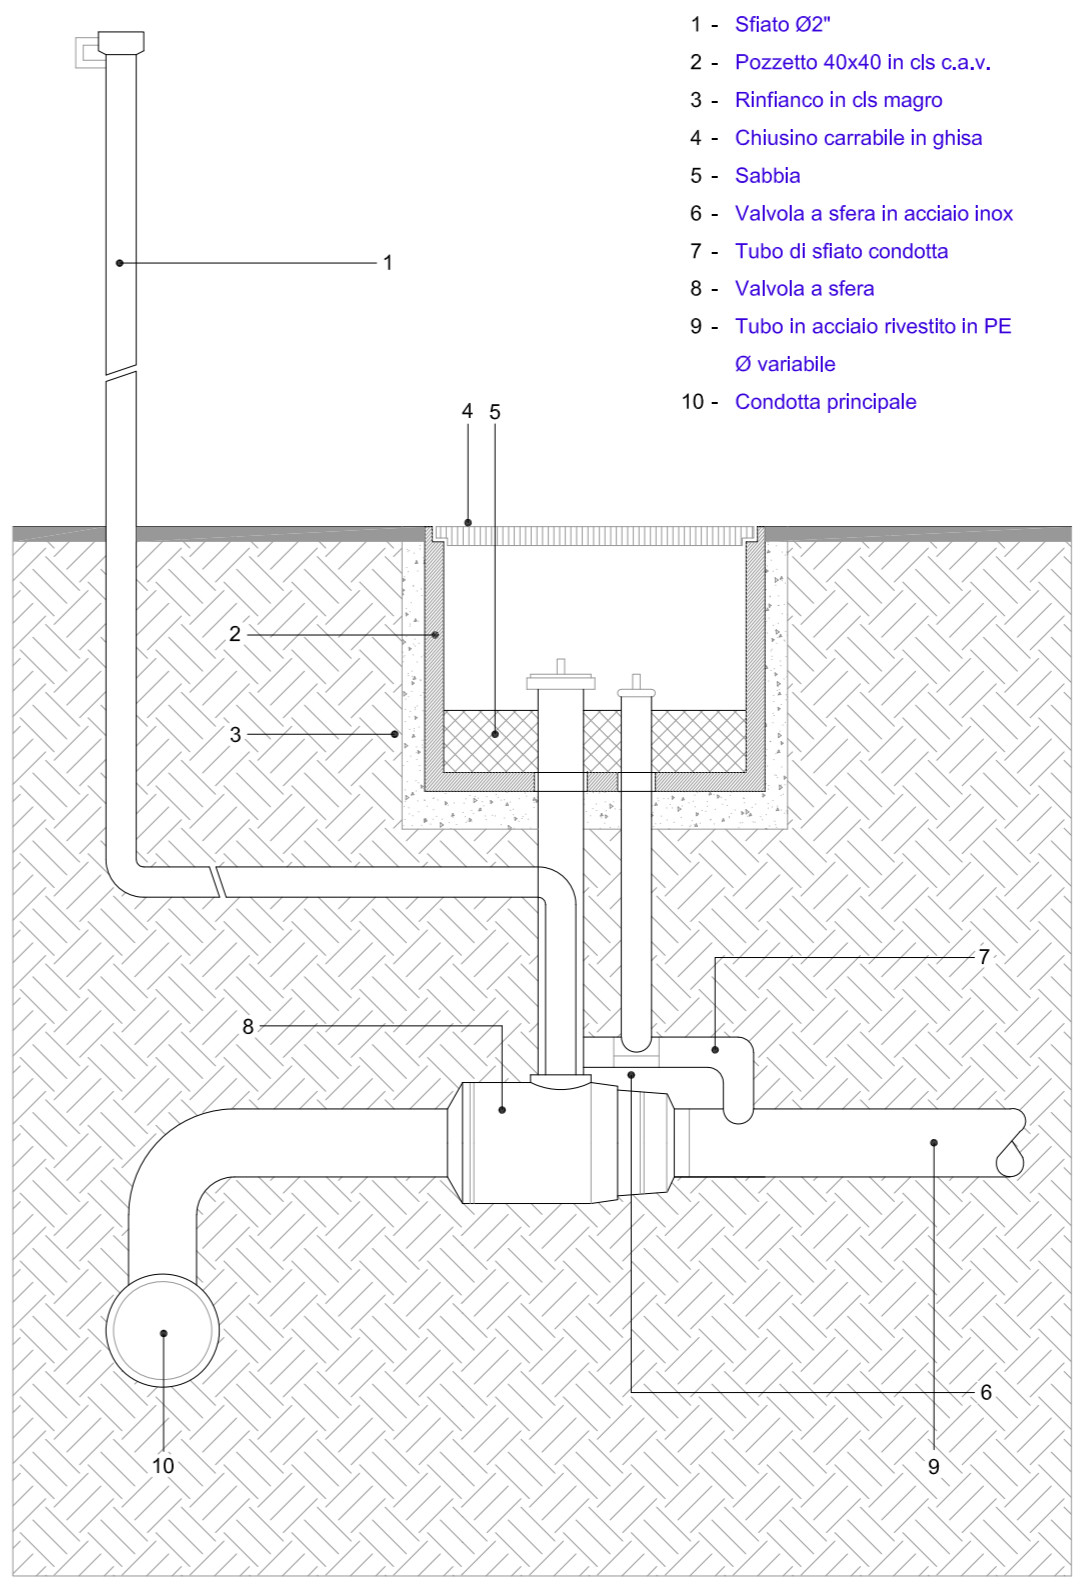 1 - Sfiato Ø2"
2 - Pozzetto 40x40 in cls c.a.v.
3 - Rinfianco in cls magro
4 - Chiusino carrabile in ghisa
5 - Sabbia
6 - Valvola a sfera in acciaio inox
7 - Tubo di sfiato condotta
8 - Valvola a sfera
9 - Tubo in acciaio rivestito in PE
Ø variabile
10 - Condotta principale
1
4 5
2
3
7
8
6
10
9